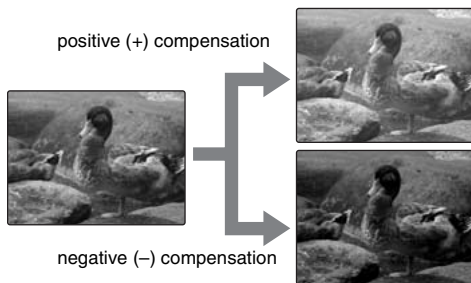 positive (+) compensation
negative (–) compensation